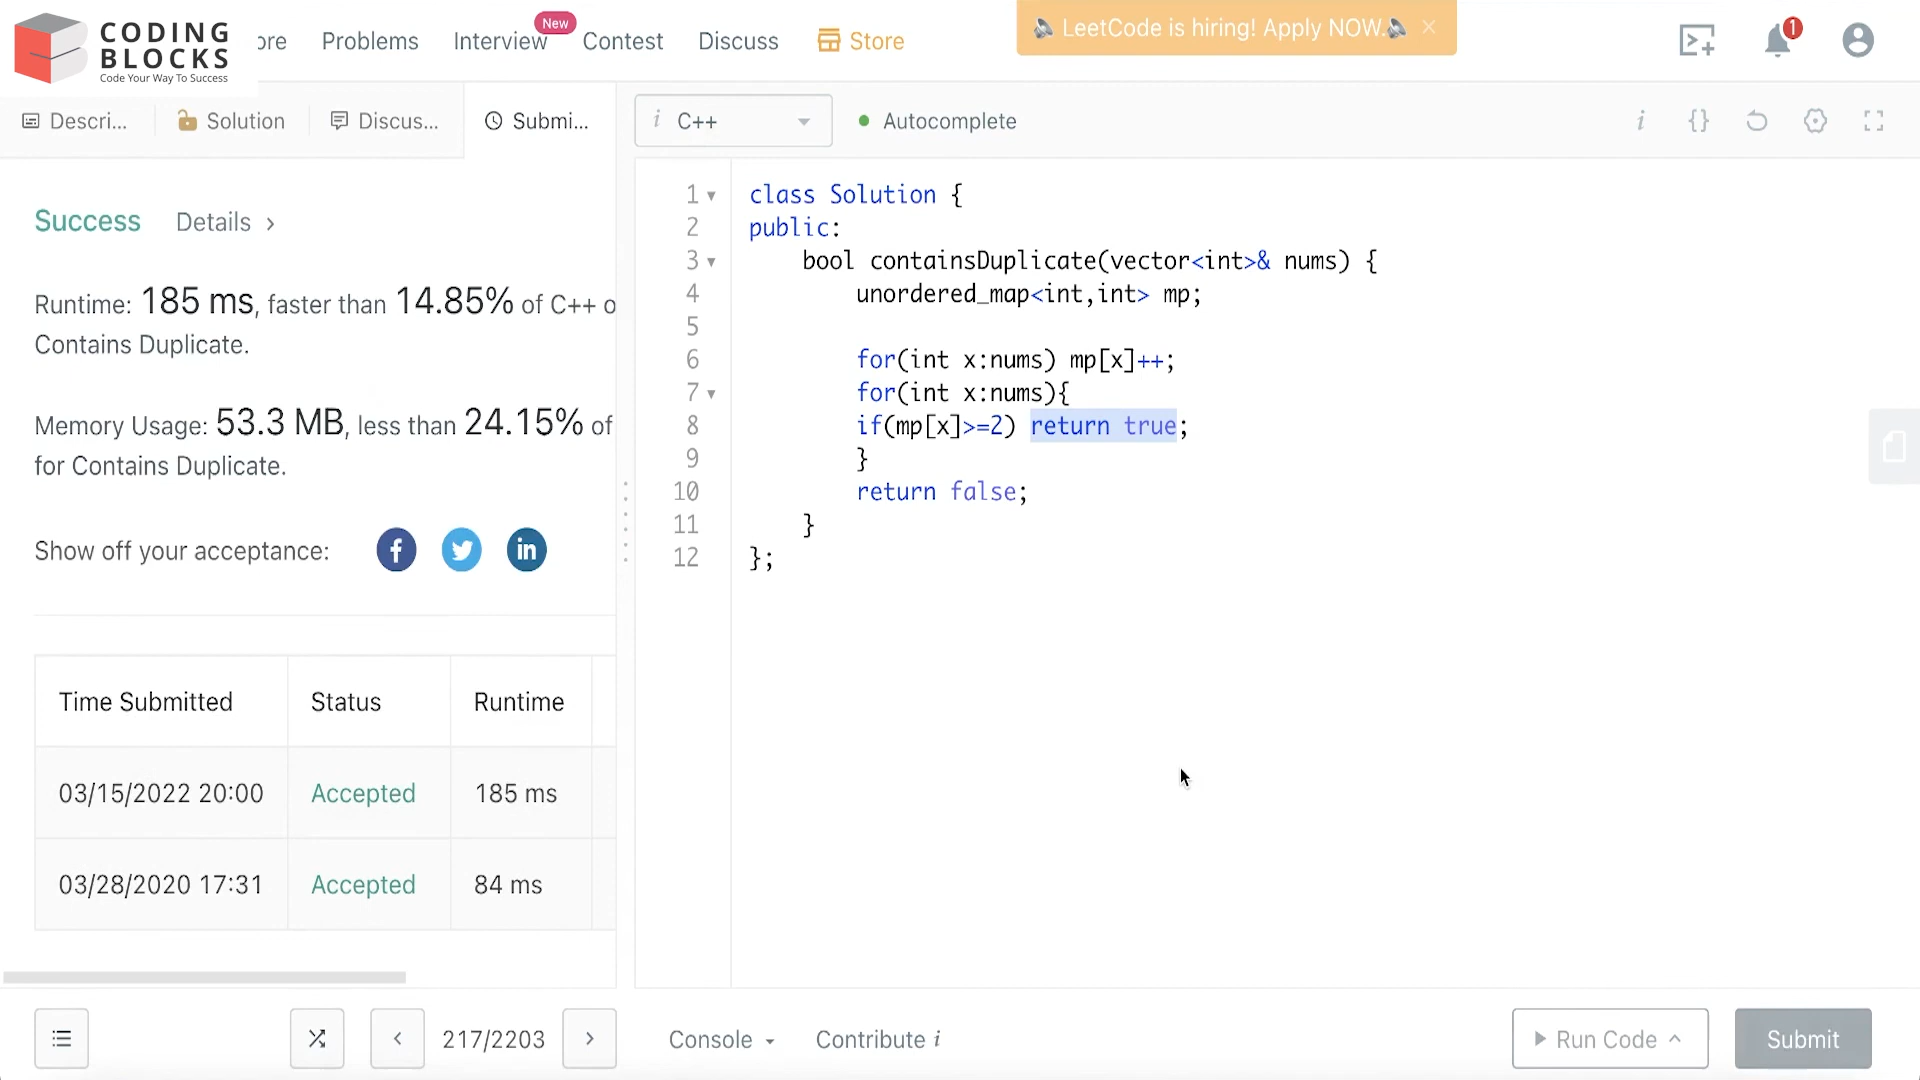 CODING
BLOCKS
Code Your Way To Success
ore
Problems
Interview
New
Contest
Discuss
Store
LeetCode is hiring! Apply NOW.
1
Descri...
Solution
Discus...
Submi...
i C++
Autocomplete
i {}
Success Details >
Runtime: 185 ms, faster than 14.85% of C++ o
Contains Duplicate.
Memory Usage: 53.3 MB, less than 24.15% of
for Contains Duplicate.
Show off your acceptance:
f
in
Time Submitted Status Runtime
03/15/2022 20:00 Accepted 185 ms
03/28/2020 17:31 Accepted 84 ms
1 class Solution {
2 public:
3 bool containsDuplicate(vector<int>& nums) {
4 unordered_map<int,int> mp;
5
6 for(int x:nums) mp[x]++;
7 for(int x:nums){
8 if(mp[x]>=2) return true;
9 }
10 return false;
11 }
12 };
< 217/2203 >
Console
Contribute i
Run Code
Submit